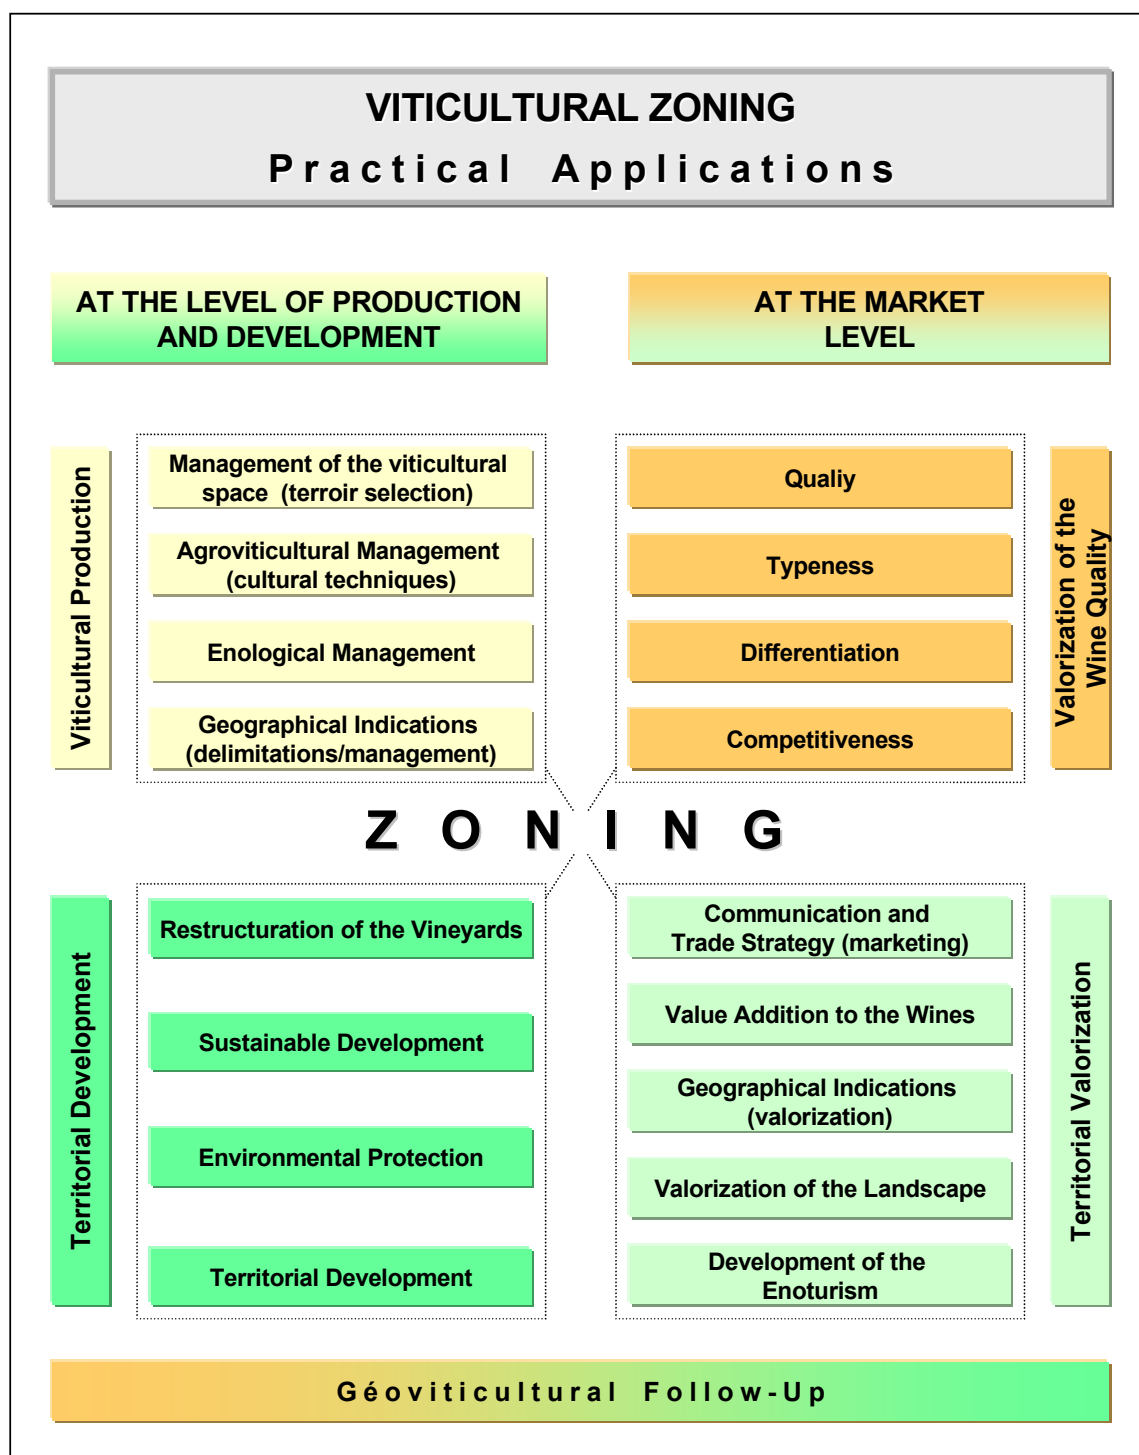 VITICULTURAL ZONING
Practical Applications
AT THE LEVEL OF PRODUCTION
AND DEVELOPMENT
AT THE MARKET
LEVEL
Viticultural Production
Management of the viticultural
space (terroir selection)
Agroviticultural Management
(cultural techniques)
Enological Management
Geographical Indications
(delimitations/management)
Qualiy
Typeness
Differentiation
Competitiveness
Valorization of the
Wine Quality
ZONING
Territorial Development
Restructuration of the Vineyards
Sustainable Development
Environmental Protection
Territorial Development
Communication and
Trade Strategy (marketing)
Value Addition to the Wines
Geographical Indications
(valorization)
Valorization of the Landscape
Development of the
Enoturism
Territorial Valorization
Géoviticultural Follow-Up